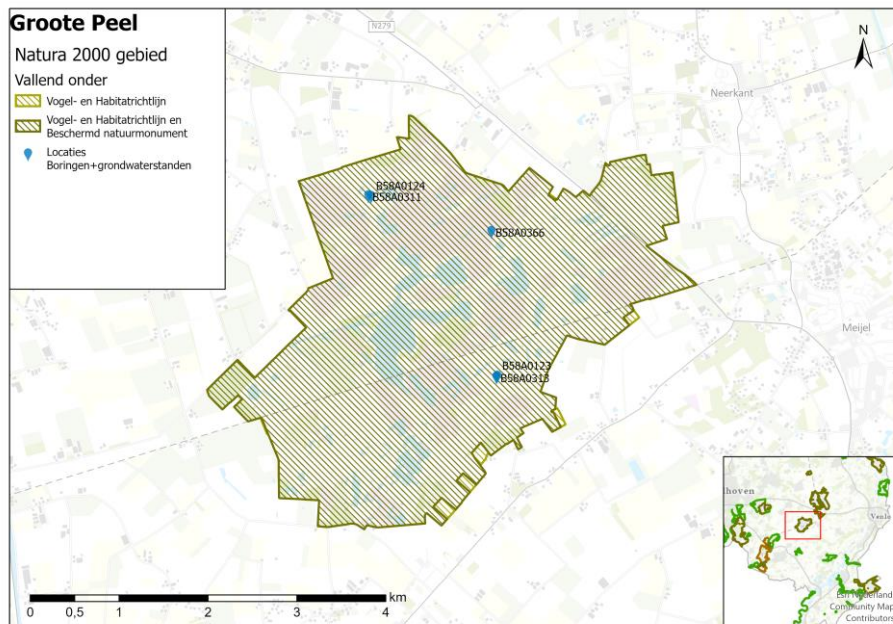 Groote Peel
Natura 2000 gebied
Vallend onder
Vogel- en Habitatrichtlijn
Vogel- en Habitatrichtlijn en
Beschermd natuurmonument
Locaties
Boringen+grondwaterstanden
N279
N
Neerkant
B58A0124
B58A0311
B58A0366
Meijel
B58A0123
B58A0313
km
0 0,5 1 2 3 4
lhoven
Venlo
Esri Nederland
Community Map
Contributors